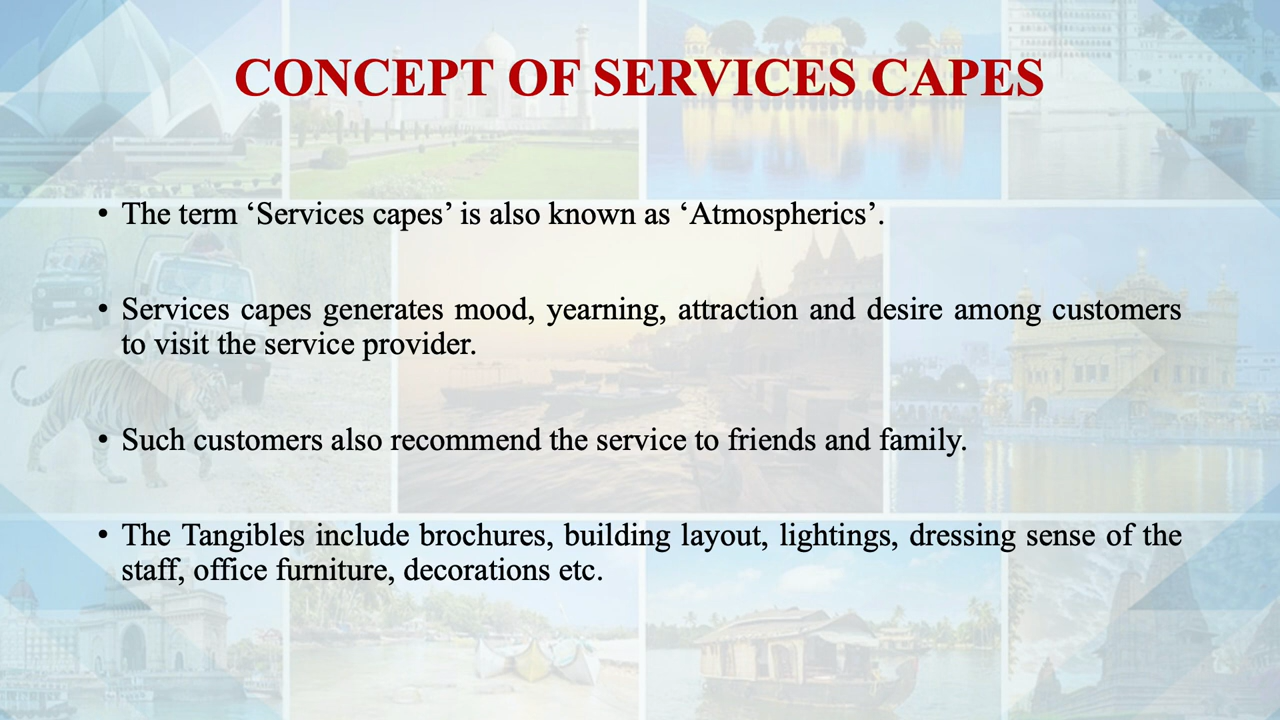 CONCEPT OF SERVICES CAPES
• The term ‘Services capes’ is also known as ‘Atmospherics’.
• Services capes generates mood, yearning, attraction and desire among customers
to visit the service provider.
• Such customers also recommend the service to friends and family.
• The Tangibles include brochures, building layout, lightings, dressing sense of the
staff, office furniture, decorations etc.